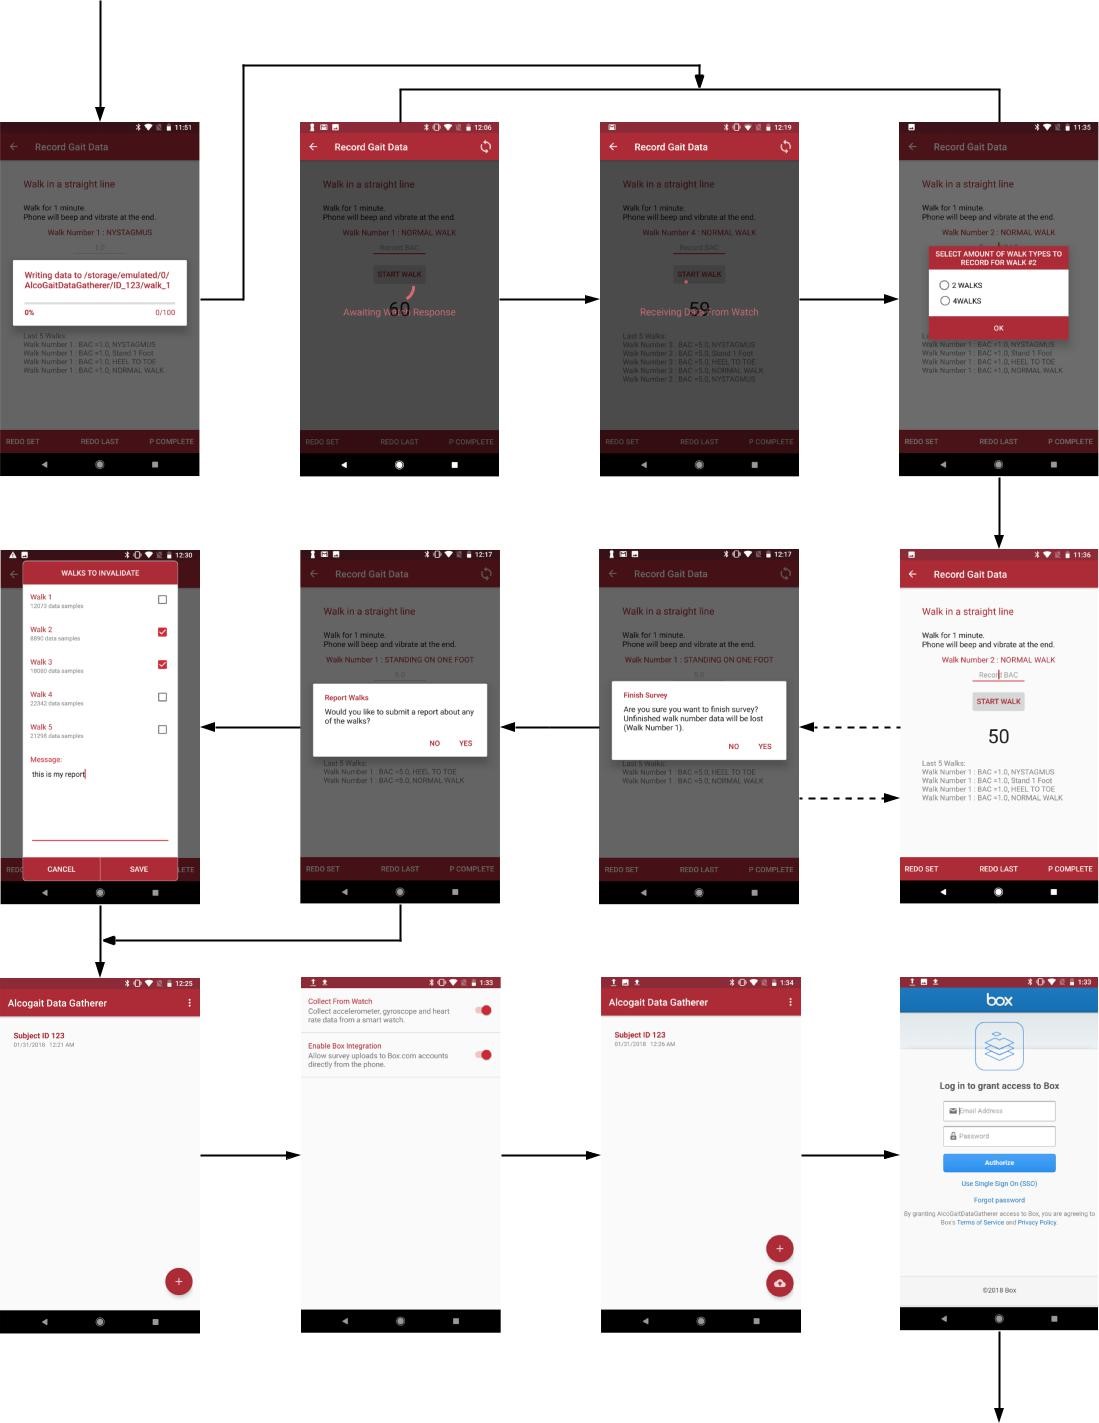 11:51
Record Gait Data
Walk in a straight line
Walk for 1 minute.
Phone will beep and vibrate at the end.
Walk Number 1 : NYSTAGMUS
1.0
Writing data to /storage/emulated/0/
AlcoGaitDataGatherer/ID_123/walk_1
0% 0/100
Last 5 Walks:
Walk Number 1 : BAC =1.0, NYSTAGMUS
Walk Number 1 : BAC =1.0, Stand 1 Foot
Walk Number 1 : BAC =1.0, HEEL TO TOE
Walk Number 1 : BAC =1.0, NORMAL WALK
REDO SET REDO LAST P COMPLETE
12:06
Record Gait Data
Walk in a straight line
Walk for 1 minute.
Phone will beep and vibrate at the end.
Walk Number 1 : NORMAL WALK
Record BAC
START WALK
60
Awaiting Watch Response
REDO SET REDO LAST P COMPLETE
12:19
Record Gait Data
Walk in a straight line
Walk for 1 minute.
Phone will beep and vibrate at the end.
Walk Number 4 : NORMAL WALK
Record BAC
START WALK
59
Receiving Data From Watch
Last 5 Walks:
Walk Number 3 : BAC =5.0, NYSTAGMUS
Walk Number 3 : BAC =5.0, Stand 1 Foot
Walk Number 3 : BAC =5.0, HEEL TO TOE
Walk Number 3 : BAC =5.0, NORMAL WALK
Walk Number 2 : BAC =5.0, NYSTAGMUS
REDO SET REDO LAST P COMPLETE
11:35
Record Gait Data
Walk in a straight line
Walk for 1 minute.
Phone will beep and vibrate at the end.
Walk Number 2 : NORMAL WALK
SELECT AMOUNT OF WALK TYPES TO
RECORD FOR WALK #2
2 WALKS
4WALKS
OK
Walk Number 1 : BAC =1.0, NYSTAGMUS
Walk Number 1 : BAC =1.0, Stand 1 Foot
Walk Number 1 : BAC =1.0, HEEL TO TOE
Walk Number 1 : BAC =1.0, NORMAL WALK
REDO SET REDO LAST P COMPLETE
12:30
WALKS TO INVALIDATE
Walk 1
12073 data samples
Walk 2
8890 data samples
Walk 3
18080 data samples
Walk 4
22342 data samples
Walk 5
21298 data samples
Message:
this is my report
CANCEL SAVE
12:17
Record Gait Data
Walk in a straight line
Walk for 1 minute.
Phone will beep and vibrate at the end.
Walk Number 1 : STANDING ON ONE FOOT
5.0
Report Walks
Would you like to submit a report about any
of the walks?
NO YES
Last 5 Walks:
Walk Number 1 : BAC =5.0, HEEL TO TOE
Walk Number 1 : BAC =5.0, NORMAL WALK
REDO SET REDO LAST P COMPLETE
12:17
Record Gait Data
Walk in a straight line
Walk for 1 minute.
Phone will beep and vibrate at the end.
Walk Number 1 : STANDING ON ONE FOOT
5.0
Finish Survey
Are you sure you want to finish survey?
Unfinished walk number data will be lost
(Walk Number 1).
NO YES
Last 5 Walks:
Walk Number 1 : BAC =5.0, HEEL TO TOE
Walk Number 1 : BAC =5.0, NORMAL WALK
REDO SET REDO LAST P COMPLETE
11:36
Record Gait Data
Walk in a straight line
Walk for 1 minute.
Phone will beep and vibrate at the end.
Walk Number 2 : NORMAL WALK
Record BAC
START WALK
50
Last 5 Walks:
Walk Number 1 : BAC =1.0, NYSTAGMUS
Walk Number 1 : BAC =1.0, Stand 1 Foot
Walk Number 1 : BAC =1.0, HEEL TO TOE
Walk Number 1 : BAC =1.0, NORMAL WALK
REDO SET REDO LAST P COMPLETE
12:25
Alcogait Data Gatherer
Subject ID 123
01/31/2018 12:21 AM
1:33
Collect From Watch
Collect accelerometer, gyroscope and heart
rate data from a smart watch.
Enable Box Integration
Allow survey uploads to Box.com accounts
directly from the phone.
1:34
Alcogait Data Gatherer
Subject ID 123
01/31/2018 12:26 AM
1:33
box
Log in to grant access to Box
Email Address
Password
Authorize
Use Single Sign On (SSO)
Forgot password
By granting AlcoGaitDataGatherer access to Box, you are agreeing to
Box's Terms of Service and Privacy Policy.
©2018 Box